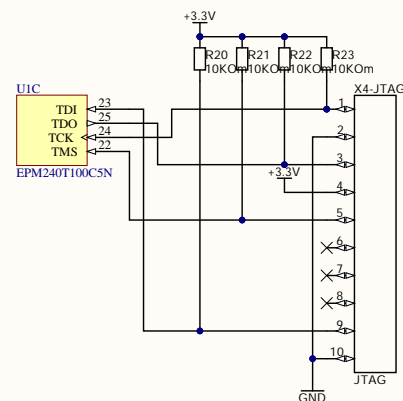 +3.3V
R20 R21 R22 R23
10KOm 10KOm 10KOm 10KOm
U1C
X4-JTAG
TDI 23
TDO 25
TCK 24
TMS 22
EPM240T100C5N
1
2
3
+3.3V
4
5
6
7
8
9
10
JTAG
GND